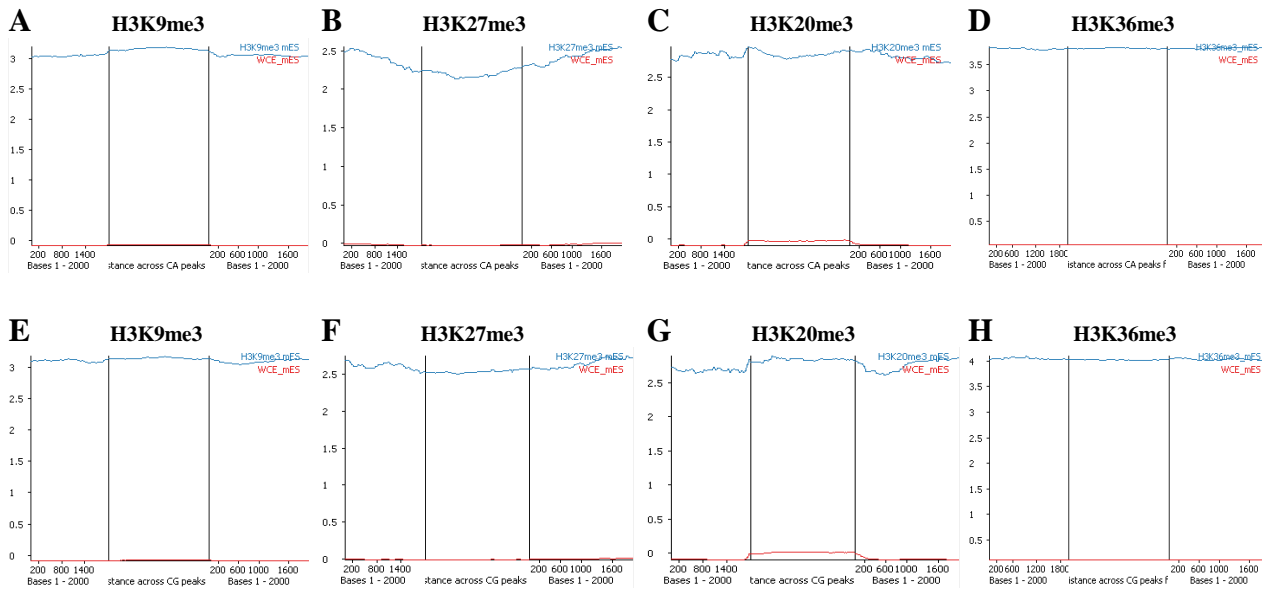 A H3K9me3
H3K9me3 mES
WCE_mES
3
2.5
2
1.5
1
0.5
0
200 800 1400 200 600 1000 1600
Bases 1 - 2000 stance across CA peaks Bases 1 - 2000
B H3K27me3
H3K27me3 mES
WCE_mES
2.5
2
1.5
1
0.5
0
200 800 1400 200 600 1000 1600
Bases 1 - 2000 stance across CA peaks Bases 1 - 2000
C H3K20me3
H3K20me3 mES
WCE_mES
2.5
2
1.5
1
0.5
0
200 800 1400 200 600 1000 1600
Bases 1 - 2000 tance across CA peaks Bases 1 - 2000
D H3K36me3
H3K36me3_mES
WCE_mES
3.5
3
2.5
2
1.5
1
0.5
200 600 1200 1800 200 600 1000 1600
Bases 1 - 2000 istance across CA peaks f Bases 1 - 2000
E H3K9me3
H3K9me3 mES
WCE_mES
3
2.5
2
1.5
1
0.5
0
200 800 1400 200 600 1000 1600
Bases 1 - 2000 stance across CG peaks Bases 1 - 2000
F H3K27me3
H3K27me3 mES
WCE_mES
2.5
2
1.5
1
0.5
0
200 800 1400 200 600 1000 1600
Bases 1 - 2000 stance across CG peaks Bases 1 - 2000
G H3K20me3
H3K20me3 mES
WCE_mES
2.5
2
1.5
1
0.5
0
200 800 1400 200 600 1000 1600
Bases 1 - 2000 tance across CG peaks Bases 1 - 2000
H H3K36me3
H3K36me3_mES
WCE_mES
4
3.5
3
2.5
2
1.5
1
0.5
200 600 1200 1800 200 600 1000 1600
Bases 1 - 2000 istance across CG peaks f Bases 1 - 2000